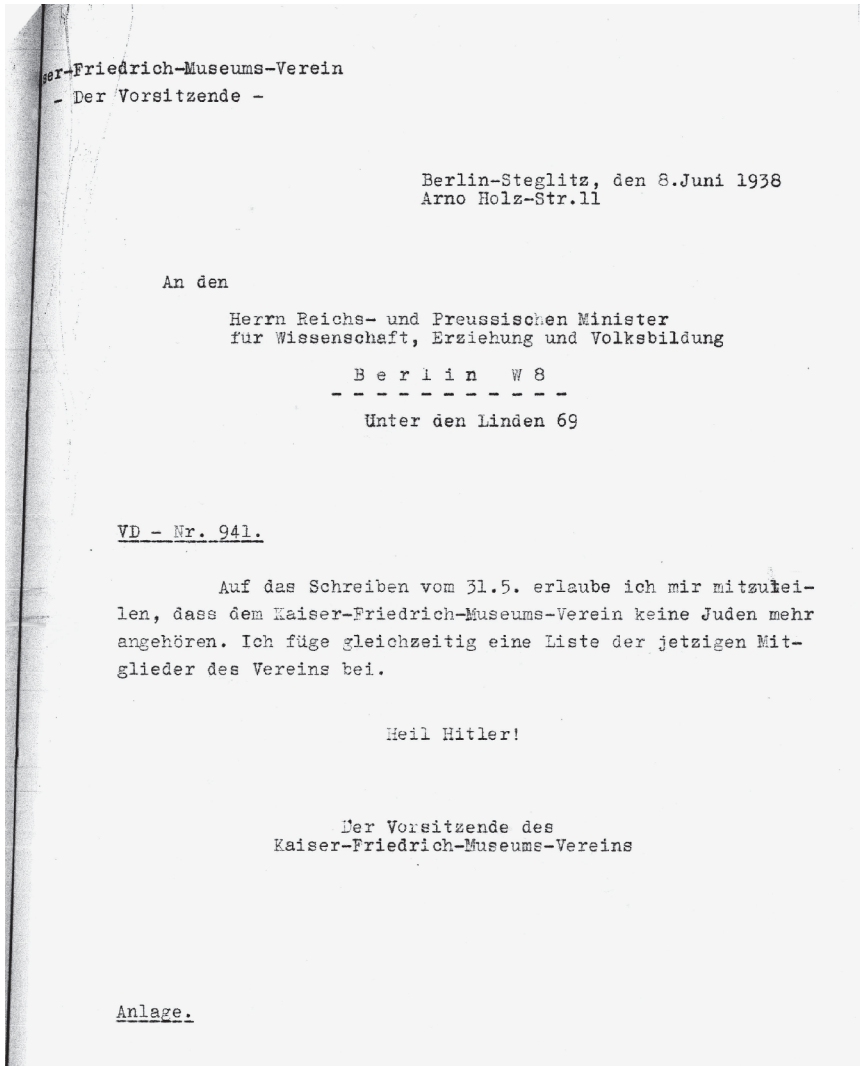 ser-Friedrich-Museums-Verein
- Der Vorsitzende -
Berlin-Steglitz, den 8.Juni 1938
Arno Holz-Str.11
An den
Herrn Reichs- und Preussischen Minister
für Wissenschaft, Erziehung und Volksbildung
B e r l i n   W 8
- - - - - - - - - - -
Unter den Linden 69
VD - Nr. 941.
Auf das Schreiben vom 31.5. erlaube ich mir mitzutei-
len, dass dem Kaiser-Friedrich-Museums-Verein keine Juden mehr
angehören. Ich füge gleichzeitig eine Liste der jetzigen Mit-
glieder des Vereins bei.
Heil Hitler!
Der Vorsitzende des
Kaiser-Friedrich-Museums-Vereins
Anlage.